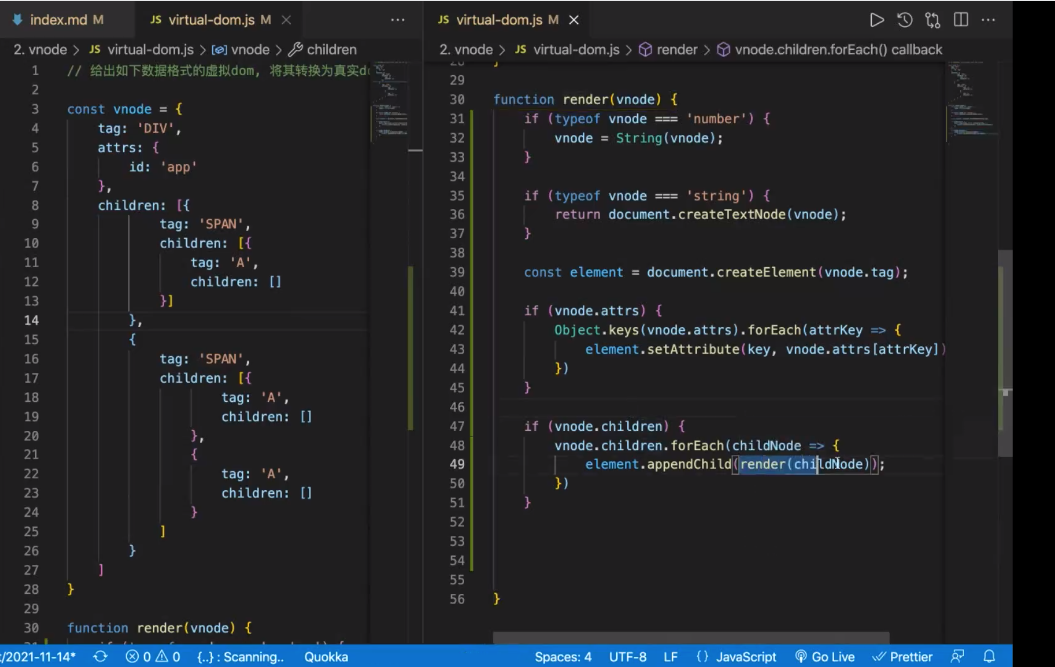 index.md M
JS virtual-dom.js M
JS virtual-dom.js M
2. vnode > JS virtual-dom.js > vnode > children
2. vnode > JS virtual-dom.js > render > vnode.children.forEach() callback
1 // 给出如下数据格式的虚拟dom, 将其转换为真实
2
3 const vnode = {
4 tag: 'DIV',
5 attrs: {
6 id: 'app'
7 },
8 children: [{
9 tag: 'SPAN',
10 children: [{
11 tag: 'A',
12 children: []
13 }]
14 },
15 {
16 tag: 'SPAN',
17 children: [{
18 tag: 'A',
19 children: []
20 },
21 {
22 tag: 'A',
23 children: []
24 }
25 ]
26 }
27 ]
28 }
29
30 function render(vnode) {
29
30 function render(vnode) {
31 if (typeof vnode === 'number') {
32 vnode = String(vnode);
33 }
34
35 if (typeof vnode === 'string') {
36 return document.createTextNode(vnode);
37 }
38
39 const element = document.createElement(vnode.tag);
40
41 if (vnode.attrs) {
42 Object.keys(vnode.attrs).forEach(attrKey => {
43 element.setAttribute(key, vnode.attrs[attrKey])
44 })
45 }
46
47 if (vnode.children) {
48 vnode.children.forEach(childNode => {
49 element.appendChild(render(childNode));
50 })
51 }
52
53
54
55
56 }
/2021-11-14* 0 0 {..} : Scanning.. Quokka Spaces: 4 UTF-8 LF {} JavaScript Go Live Prettier